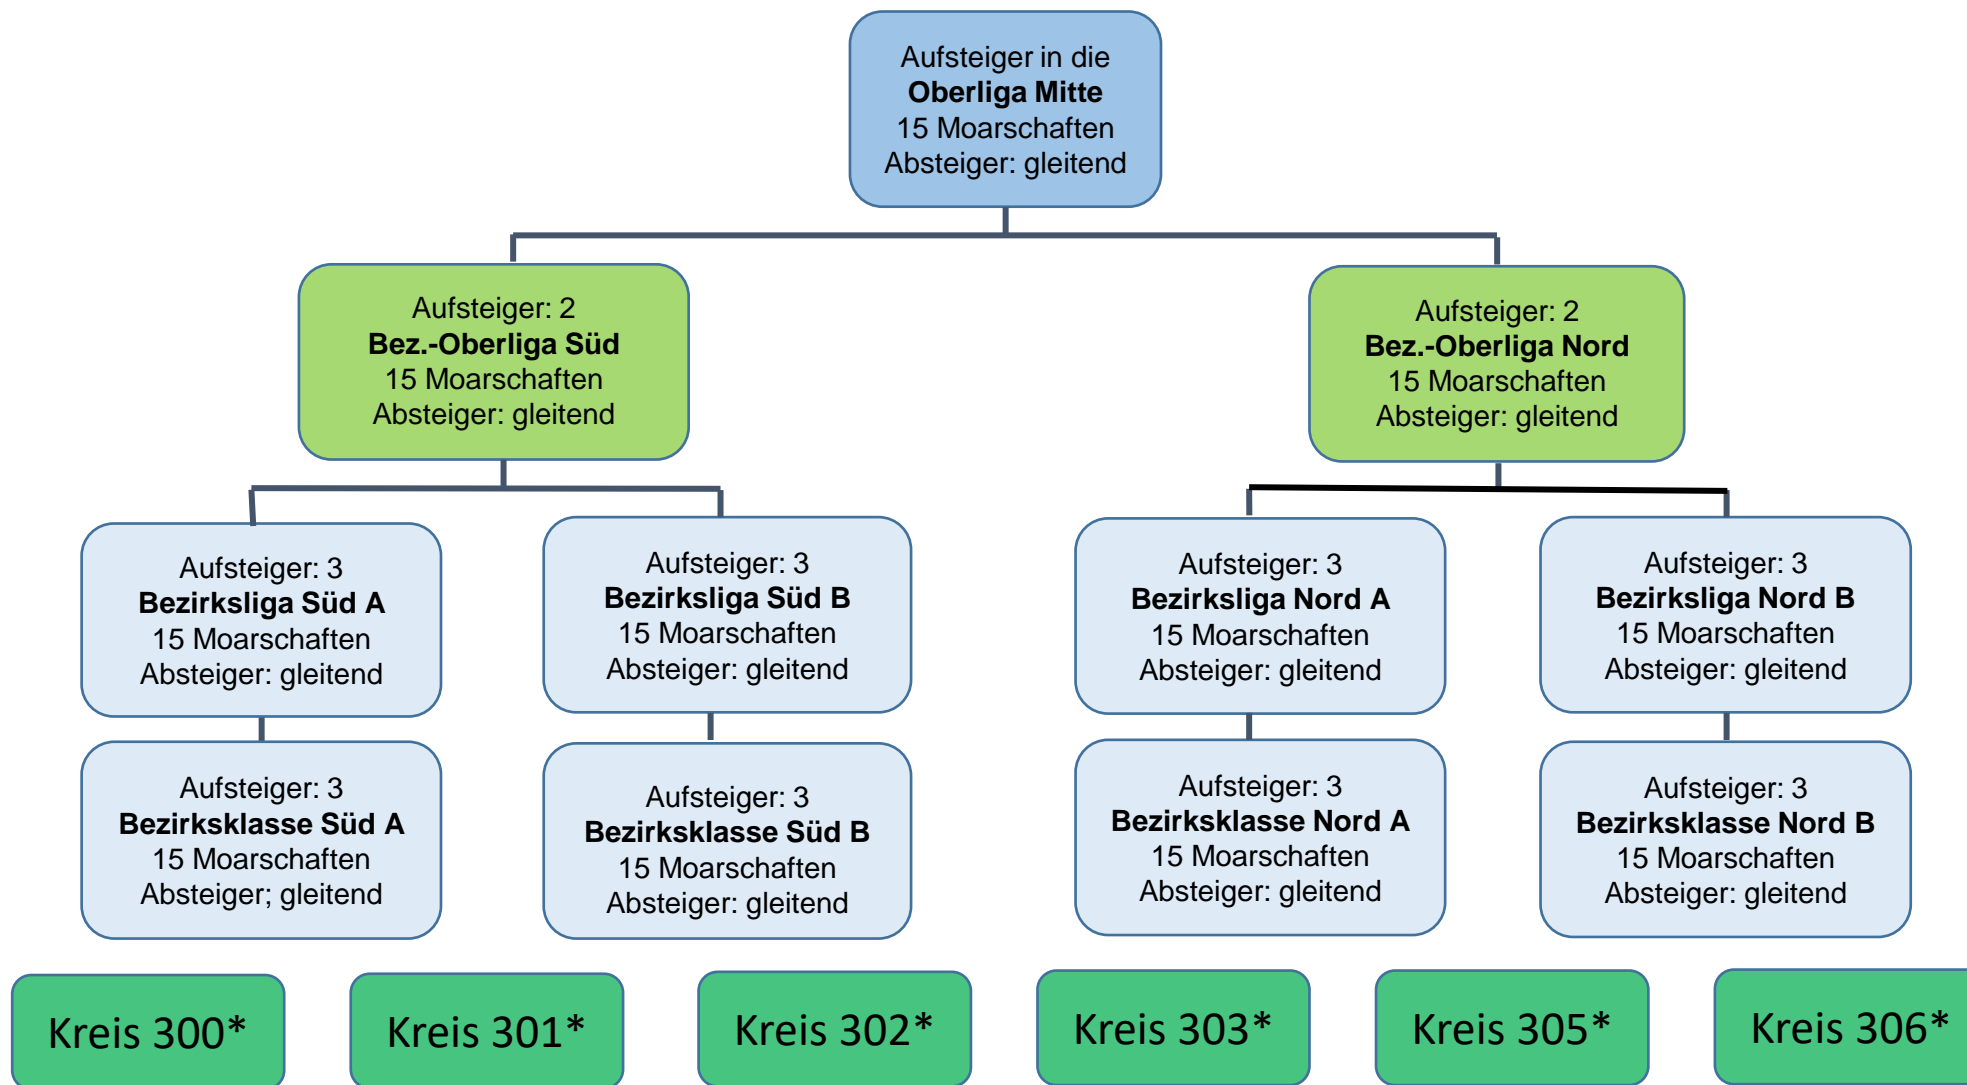 Aufsteiger in die
Oberliga Mitte
15 Moarschaften
Absteiger: gleitend
Aufsteiger: 2
Bez.-Oberliga Süd
15 Moarschaften
Absteiger: gleitend
Aufsteiger: 2
Bez.-Oberliga Nord
15 Moarschaften
Absteiger: gleitend
Aufsteiger: 3
Bezirksliga Süd A
15 Moarschaften
Absteiger: gleitend
Aufsteiger: 3
Bezirksliga Süd B
15 Moarschaften
Absteiger: gleitend
Aufsteiger: 3
Bezirksliga Nord A
15 Moarschaften
Absteiger: gleitend
Aufsteiger: 3
Bezirksliga Nord B
15 Moarschaften
Absteiger: gleitend
Aufsteiger: 3
Bezirksklasse Süd A
15 Moarschaften
Absteiger; gleitend
Aufsteiger: 3
Bezirksklasse Süd B
15 Moarschaften
Absteiger: gleitend
Aufsteiger: 3
Bezirksklasse Nord A
15 Moarschaften
Absteiger: gleitend
Aufsteiger: 3
Bezirksklasse Nord B
15 Moarschaften
Absteiger: gleitend
Kreis 300*
Kreis 301*
Kreis 302*
Kreis 303*
Kreis 305*
Kreis 306*